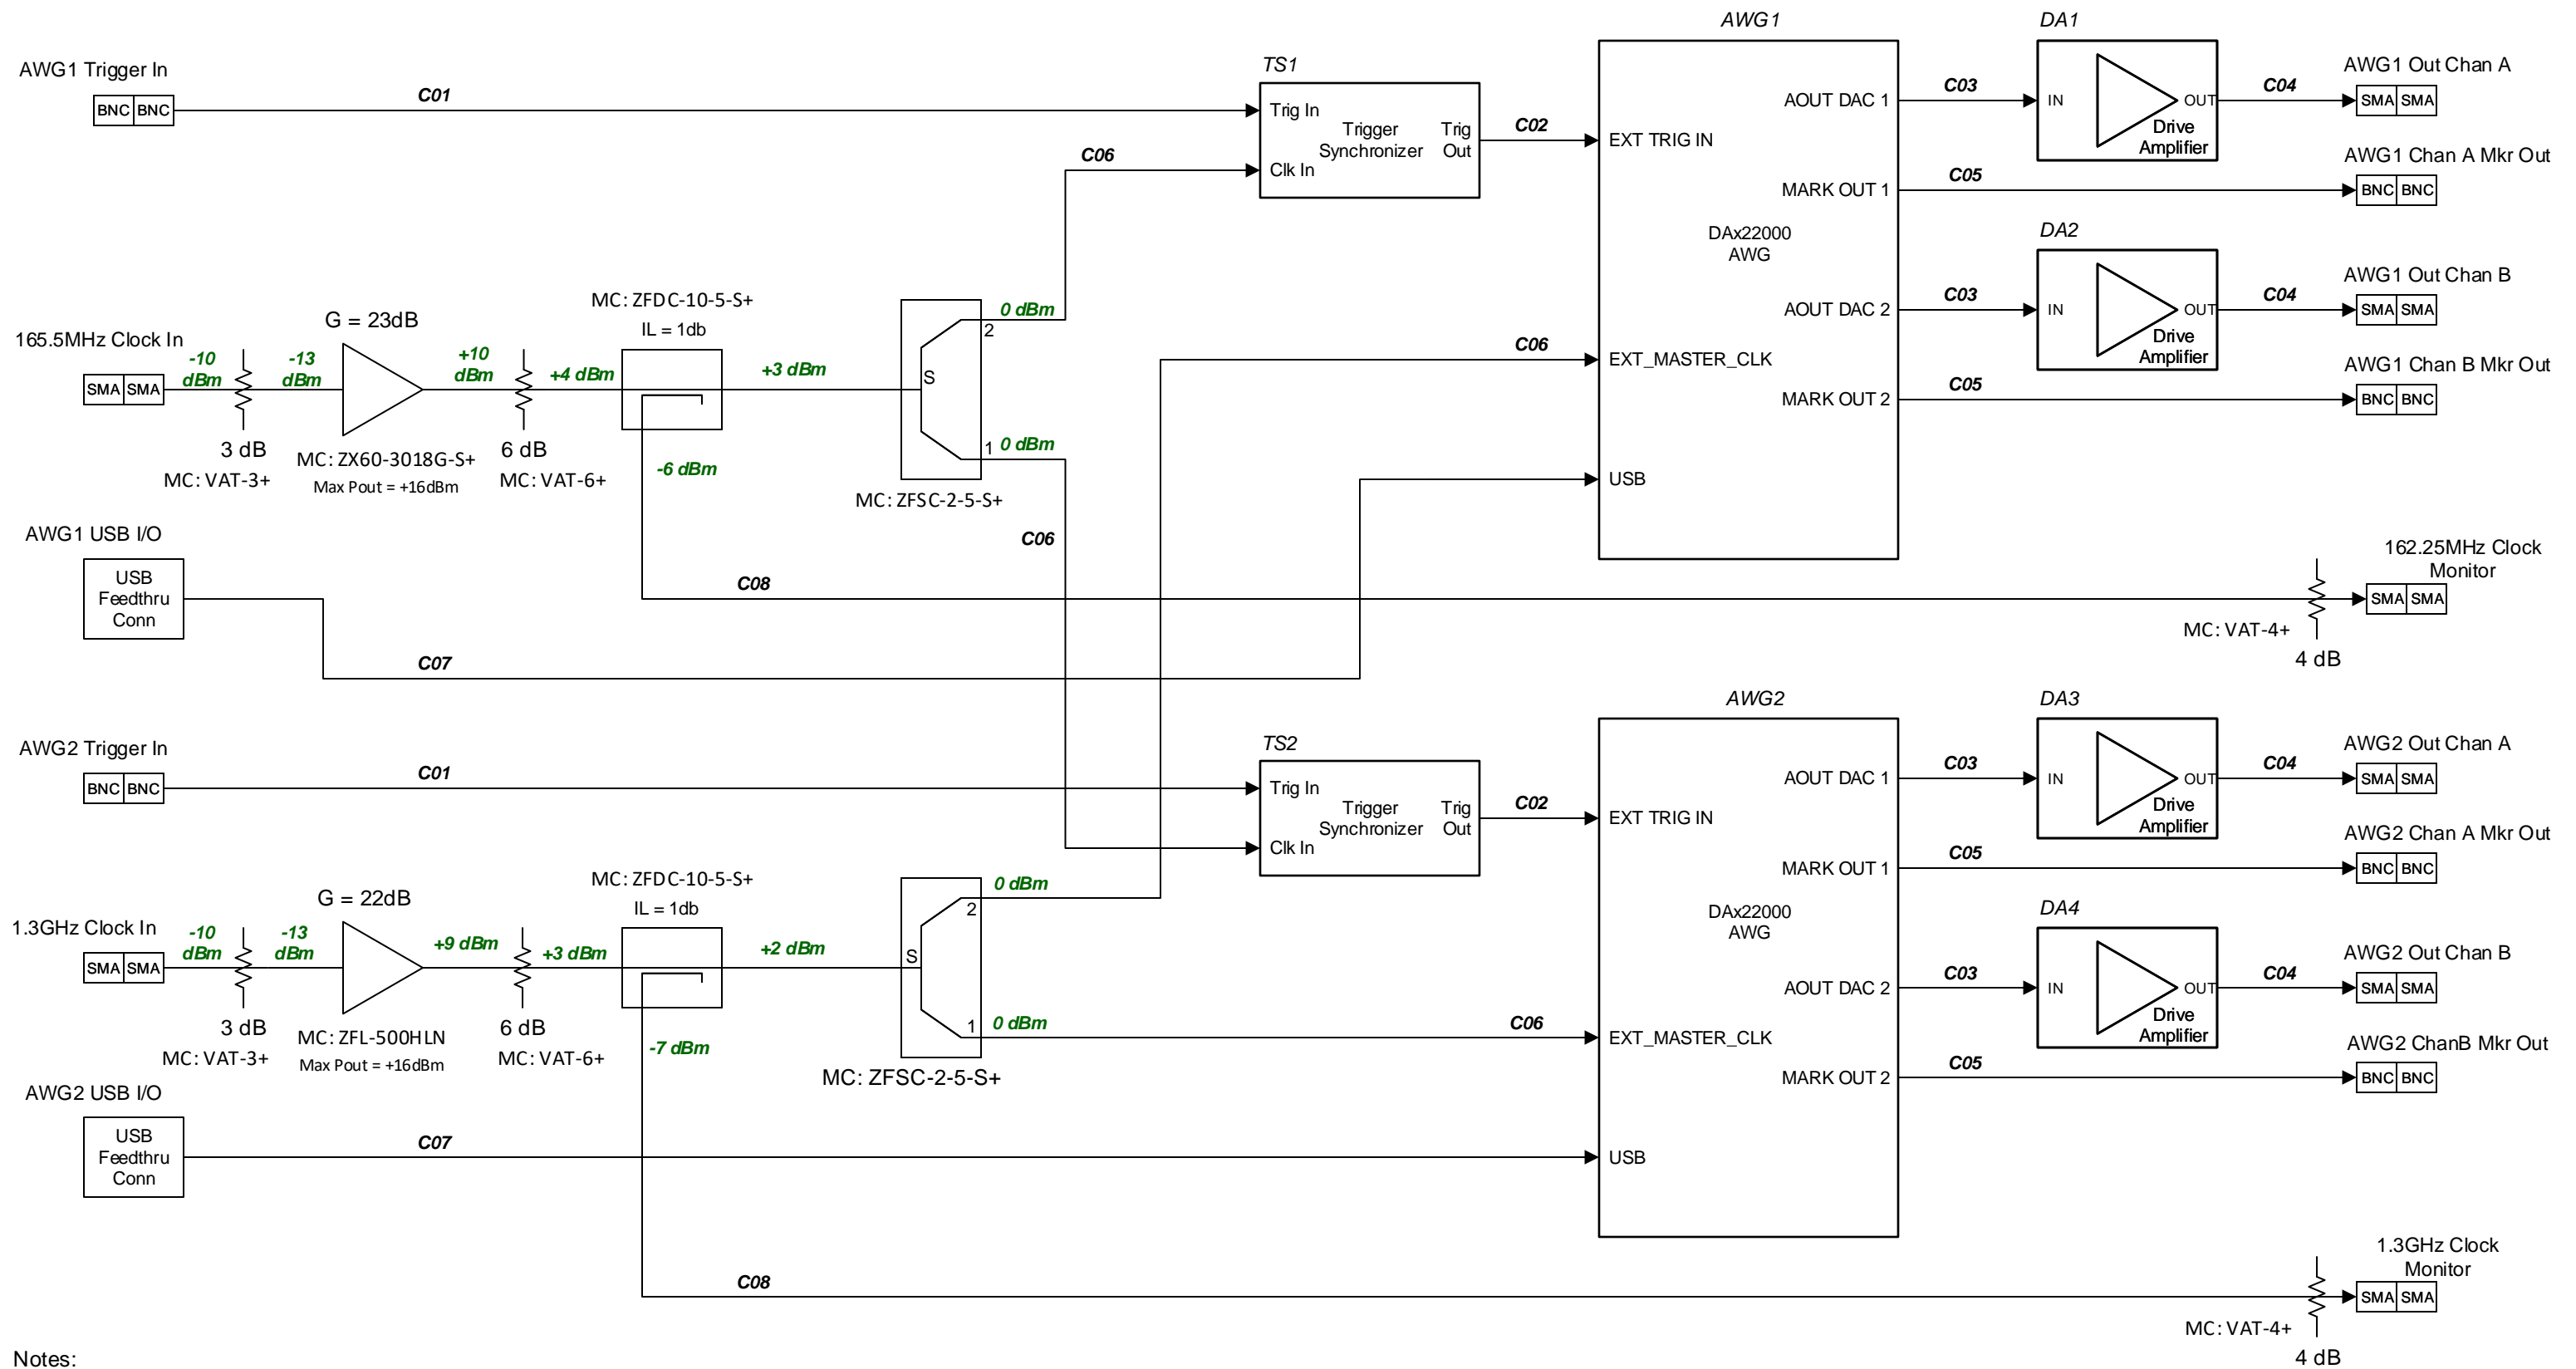 AWG1
DA1
AWG1 Trigger In
BNC BNC
C01
TS1
Trig In
Trigger Synchronizer
Trig Out
Clk In
C02
C06
EXT TRIG IN
AOUT DAC 1
C03
IN
OUT
Drive Amplifier
C04
AWG1 Out Chan A
SMA SMA
MARK OUT 1
C05
AWG1 Chan A Mkr Out
BNC BNC
DAx22000
AWG
DA2
AOUT DAC 2
C03
IN
OUT
Drive Amplifier
C04
AWG1 Out Chan B
SMA SMA
EXT_MASTER_CLK
C06
MARK OUT 2
C05
AWG1 Chan B Mkr Out
BNC BNC
USB
165.5MHz Clock In
SMA SMA
-10 dBm
3 dB
MC: VAT-3+
-13 dBm
G = 23dB
MC: ZX60-3018G-S+
Max Pout = +16dBm
+10 dBm
6 dB
MC: VAT-6+
+4 dBm
MC: ZFDC-10-5-S+
IL = 1db
-6 dBm
+3 dBm
S
2
1
0 dBm
0 dBm
MC: ZFSC-2-5-S+
C06
AWG1 USB I/O
USB
Feedthru
Conn
C08
C07
162.25MHz Clock
Monitor
SMA SMA
MC: VAT-4+
4 dB
AWG2
DA3
AWG2 Trigger In
BNC BNC
C01
TS2
Trig In
Trigger Synchronizer
Trig Out
Clk In
C02
EXT TRIG IN
AOUT DAC 1
C03
IN
OUT
Drive Amplifier
C04
AWG2 Out Chan A
SMA SMA
MARK OUT 1
C05
AWG2 Chan A Mkr Out
BNC BNC
DAx22000
AWG
DA4
AOUT DAC 2
C03
IN
OUT
Drive Amplifier
C04
AWG2 Out Chan B
SMA SMA
EXT_MASTER_CLK
C06
MARK OUT 2
C05
AWG2 ChanB Mkr Out
BNC BNC
USB
1.3GHz Clock In
SMA SMA
-10 dBm
3 dB
MC: VAT-3+
-13 dBm
G = 22dB
MC: ZFL-500HLN
Max Pout = +16dBm
+9 dBm
6 dB
MC: VAT-6+
+3 dBm
MC: ZFDC-10-5-S+
IL = 1db
-7 dBm
+2 dBm
S
2
1
0 dBm
0 dBm
MC: ZFSC-2-5-S+
AWG2 USB I/O
USB
Feedthru
Conn
C07
C08
1.3GHz Clock
Monitor
SMA SMA
MC: VAT-4+
4 dB
Notes: